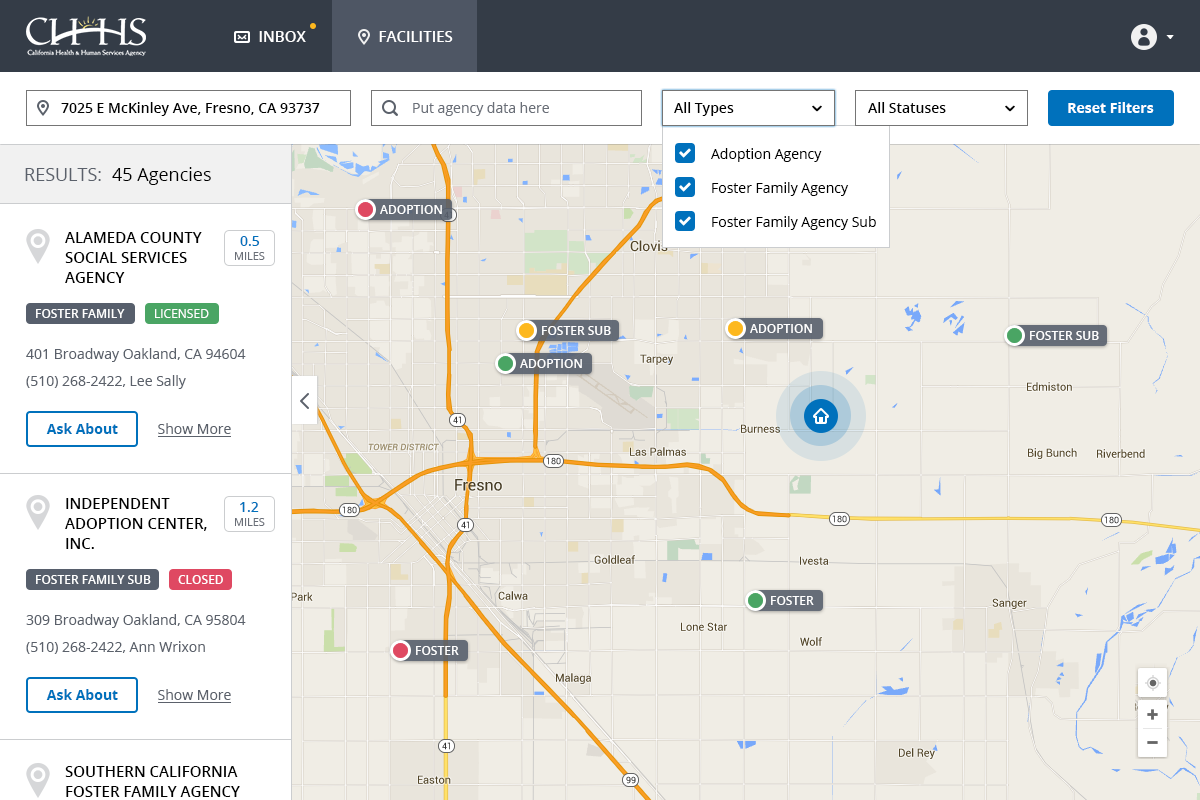 CHHS
California Health & Human Services Agency
INBOX
FACILITIES
7025 E McKinley Ave, Fresno, CA 93737
Put agency data here
All Types
All Statuses
Reset Filters
Adoption Agency
Foster Family Agency
Foster Family Agency Sub
RESULTS: 45 Agencies
ALAMEDA COUNTY
SOCIAL SERVICES
AGENCY
0.5
MILES
FOSTER FAMILY
LICENSED
401 Broadway Oakland, CA 94604
(510) 268-2422, Lee Sally
Ask About
Show More
INDEPENDENT
ADOPTION CENTER,
INC.
1.2
MILES
FOSTER FAMILY SUB
CLOSED
309 Broadway Oakland, CA 95804
(510) 268-2422, Ann Wrixon
Ask About
Show More
SOUTHERN CALIFORNIA
FOSTER FAMILY AGENCY
ADOPTION
Clovis
FOSTER SUB
ADOPTION
FOSTER SUB
ADOPTION
Tarpey
Edmiston
41
Burness
TOWER DISTRICT
Las Palmas
Big Bunch
Riverbend
180
Fresno
180
180
180
41
Goldleaf
Ivesta
Park
Calwa
FOSTER
Sanger
Lone Star
Wolf
FOSTER
Malaga
41
Del Rey
Easton
99